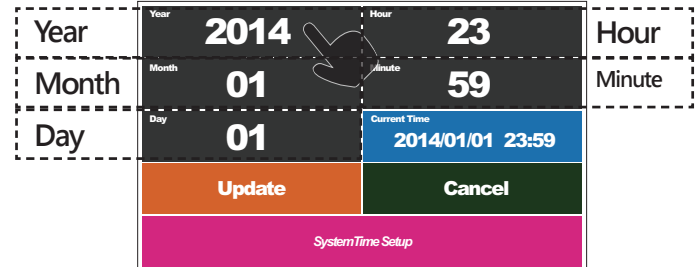 Year
Year
2014
Hour
23
Hour
Month
Month
01
Minute
59
Minute
Day
Day
01
Current Time
2014/01/01 23:59
Update
Cancel
SystemTime Setup